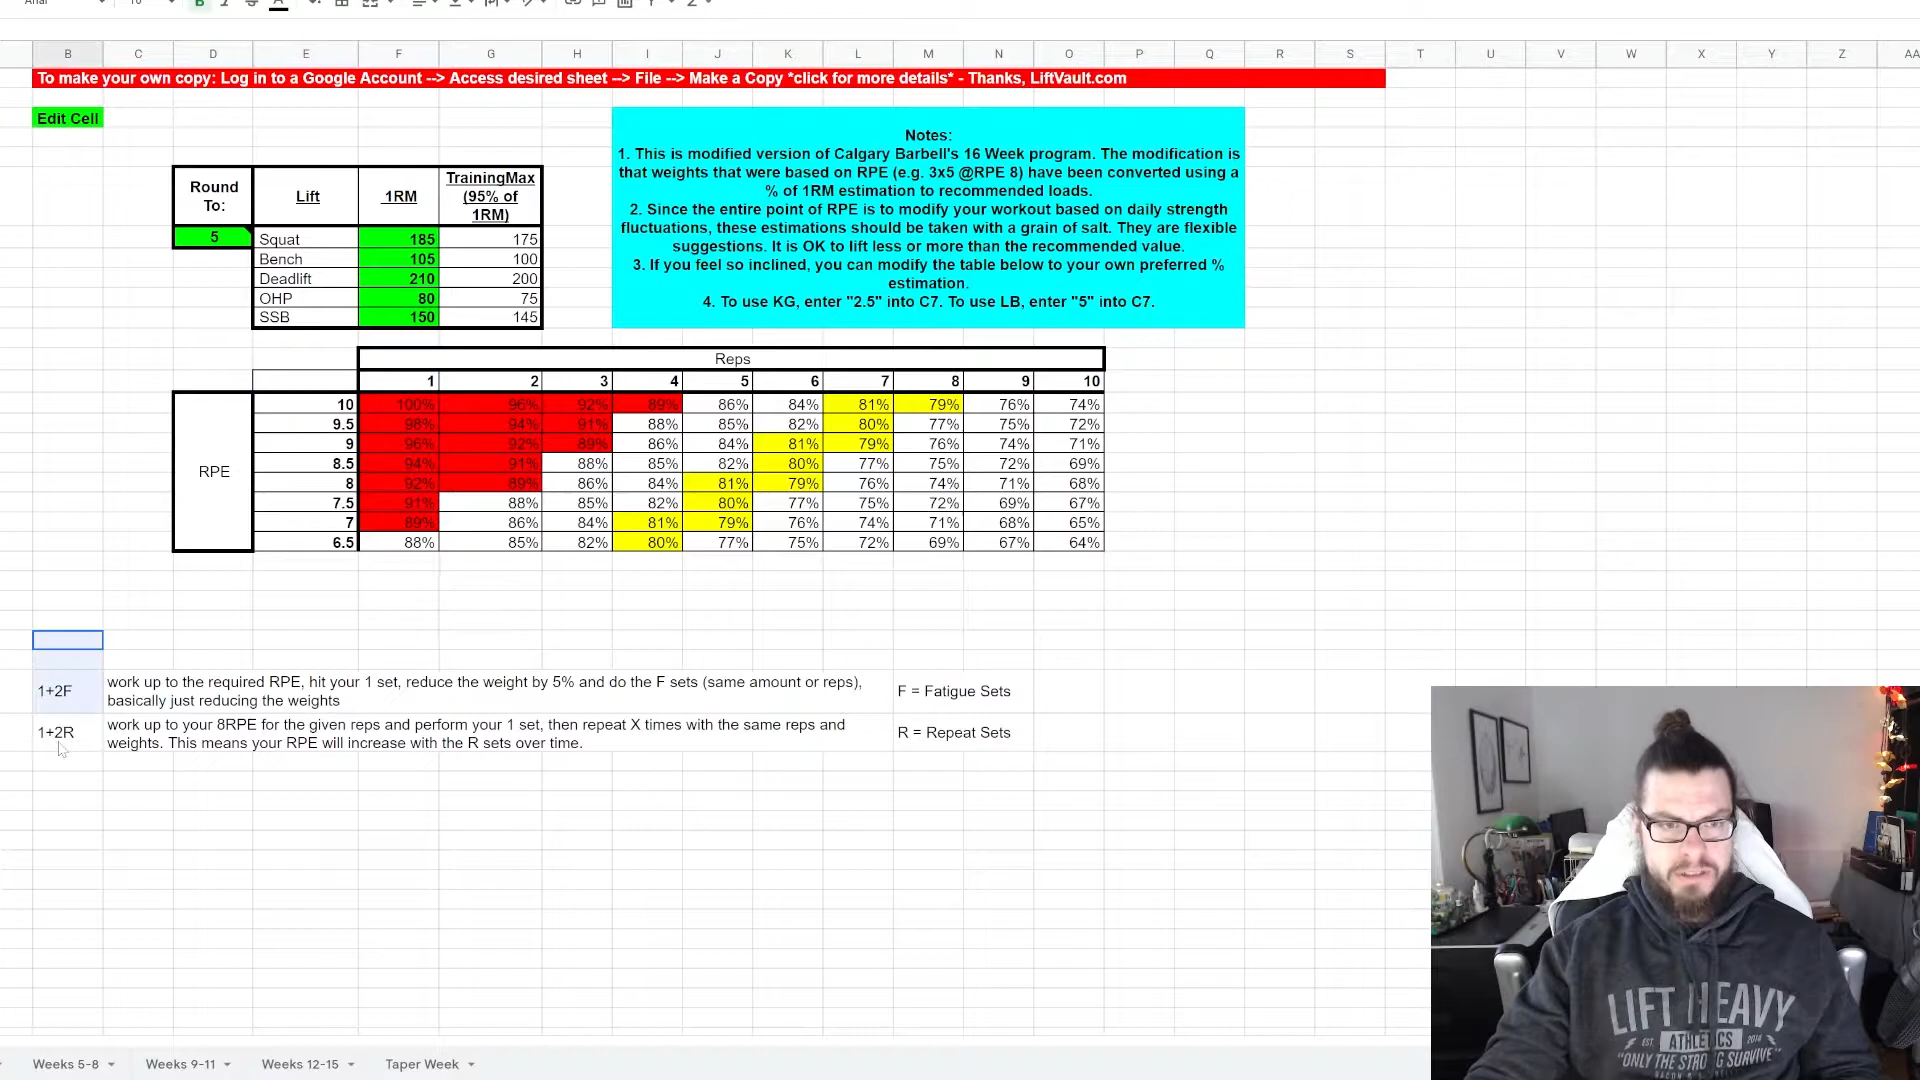 B C D E F G H I J K L M N O P Q R S T U V W X Y Z AA
To make your own copy: Log in to a Google Account --> Access desired sheet --> File --> Make a Copy *click for more details* - Thanks, LiftVault.com
Edit Cell
Round To: Lift 1RM TrainingMax (95% of 1RM)
5 Squat 185 175
Bench 105 100
Deadlift 210 200
OHP 80 75
SSB 150 145
Notes:
1. This is modified version of Calgary Barbell's 16 Week program. The modification is
that weights that were based on RPE (e.g. 3x5 @RPE 8) have been converted using a
% of 1RM estimation to recommended loads.
2. Since the entire point of RPE is to modify your workout based on daily strength
fluctuations, these estimations should be taken with a grain of salt. They are flexible
suggestions. It is OK to lift less or more than the recommended value.
3. If you feel so inclined, you can modify the table below to your own preferred %
estimation.
4. To use KG, enter "2.5" into C7. To use LB, enter "5" into C7.
Reps
1 2 3 4 5 6 7 8 9 10
RPE
10 100% 96% 92% 89% 86% 84% 81% 79% 76% 74%
9.5 98% 94% 91% 88% 85% 82% 80% 77% 75% 72%
9 96% 92% 89% 86% 84% 81% 79% 76% 74% 71%
8.5 94% 91% 88% 85% 82% 80% 77% 75% 72% 69%
8 92% 89% 86% 84% 81% 79% 76% 74% 71% 68%
7.5 91% 88% 85% 82% 80% 77% 75% 72% 69% 67%
7 89% 86% 84% 81% 79% 76% 74% 71% 68% 65%
6.5 88% 85% 82% 80% 77% 75% 72% 69% 67% 64%
1+2F
work up to the required RPE, hit your 1 set, reduce the weight by 5% and do the F sets (same amount or reps),
basically just reducing the weights
F = Fatigue Sets
1+2R
work up to your 8RPE for the given reps and perform your 1 set, then repeat X times with the same reps and
weights. This means your RPE will increase with the R sets over time.
R = Repeat Sets
LIFT HEAVY
EST. ATHLETICS 2014
"ONLY THE STRONG SURVIVE"
Weeks 5-8 Weeks 9-11 Weeks 12-15 Taper Week